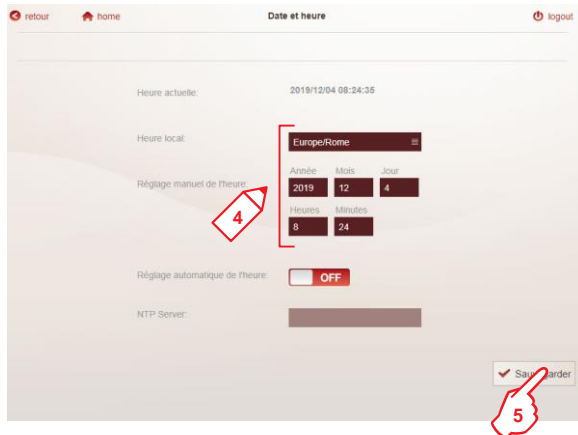 retour home Date et heure logout
Heure actuelle: 2019/12/04 08:24:35
Heure local: Europe/Rome
Année Mois Jour
Réglage manuel de l'heure: 2019 12 4
4
Heures Minutes
8 24
Réglage automatique de l'heure: OFF
NTP Server:
Sauvegarder
5